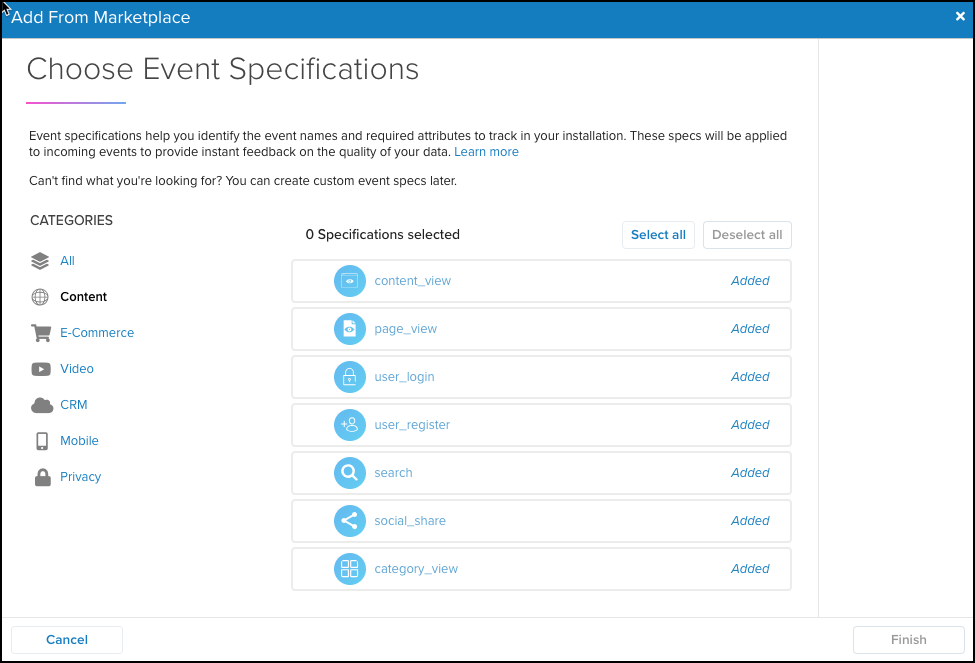 Add From Marketplace
Choose Event Specifications
Event specifications help you identify the event names and required attributes to track in your installation. These specs will be applied
to incoming events to provide instant feedback on the quality of your data. Learn more
Can't find what you're looking for? You can create custom event specs later.
CATEGORIES
All
Content
E-Commerce
Video
CRM
Mobile
Privacy
0 Specifications selected Select all Deselect all
content_view Added
page_view Added
user_login Added
user_register Added
search Added
social_share Added
category_view Added
Cancel Finish